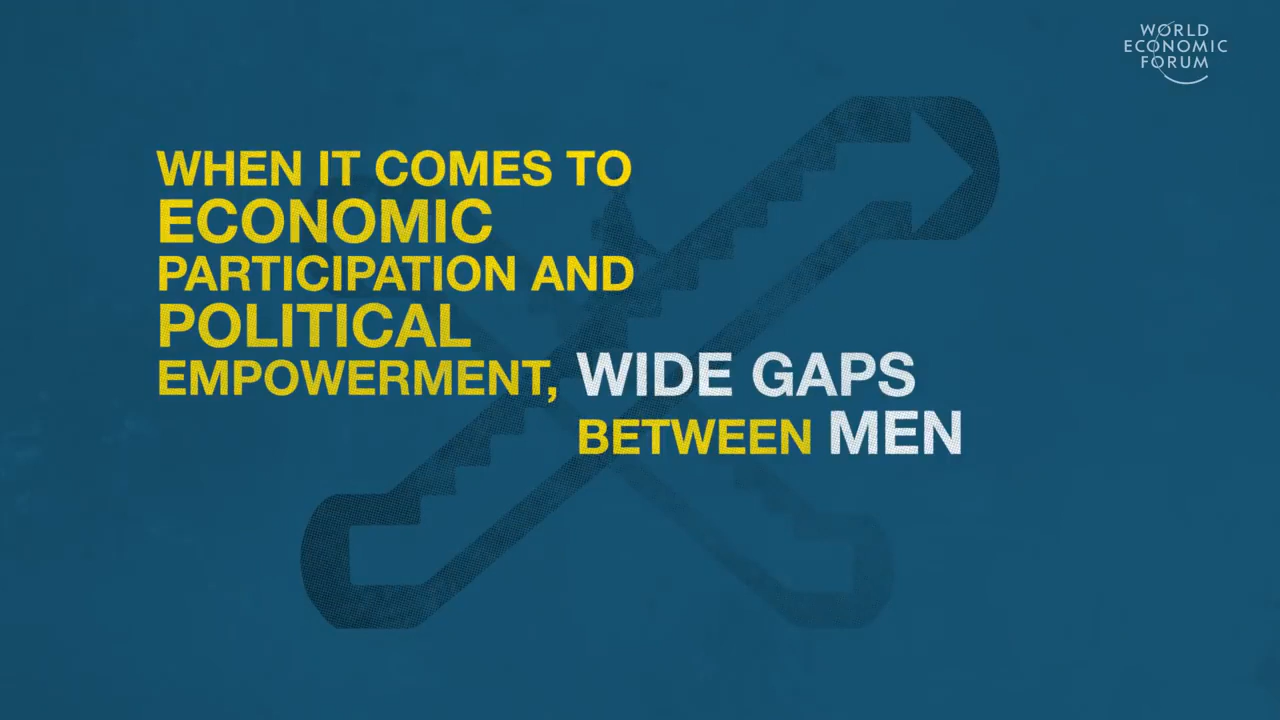 WORLD
ECONOMIC
FORUM
WHEN IT COMES TO
ECONOMIC
PARTICIPATION AND
POLITICAL
EMPOWERMENT, WIDE GAPS
BETWEEN MEN